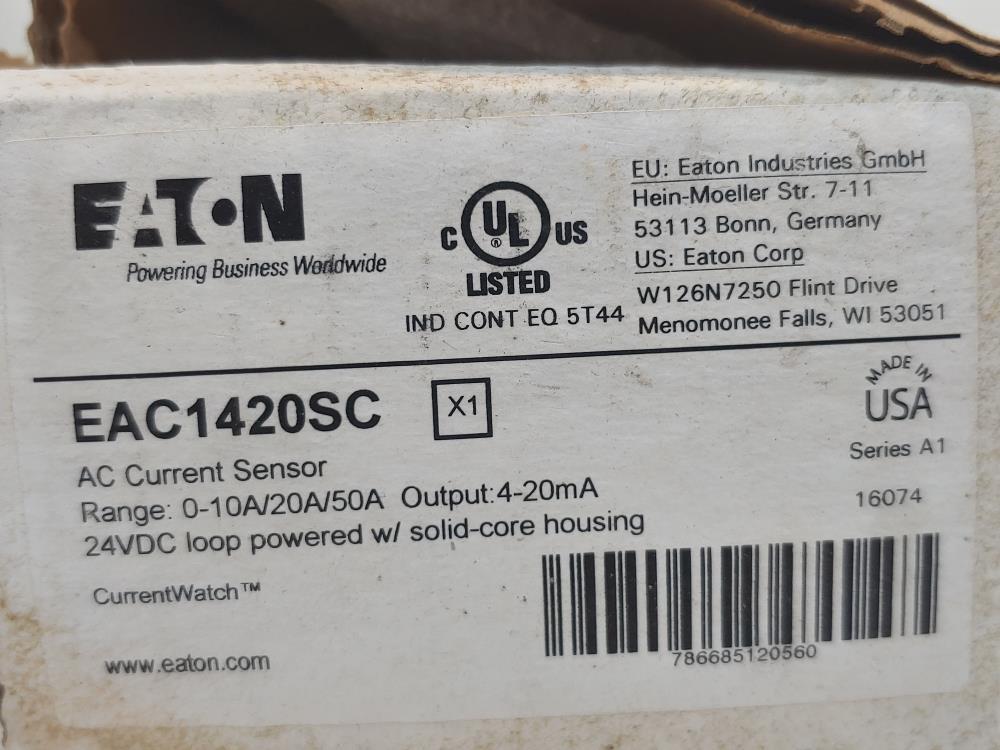 EATON
Powering Business Worldwide
C UL ® US
LISTED
IND CONT EQ 5T44
EU: Eaton Industries GmbH
Hein-Moeller Str. 7-11
53113 Bonn, Germany
US: Eaton Corp
W126N7250 Flint Drive
Menomonee Falls, WI 53051
EAC1420SC
X1
AC Current Sensor
Range: 0-10A/20A/50A Output:4-20mA
24VDC loop powered w/ solid-core housing
CurrentWatch™
www.eaton.com
MADE IN
USA
Series A1
16074
786685120560